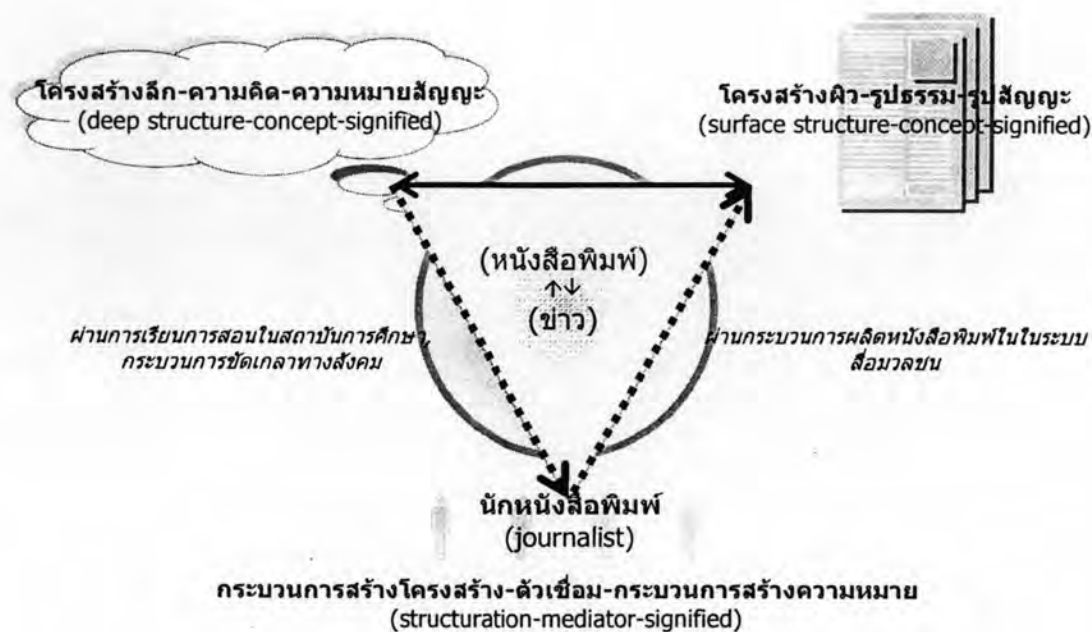 โครงสร้างลึก-ความคิด-ความหมายสัญญะ
(deep structure-concept-signified)
โครงสร้างผิว-รูปธรรม-รูปสัญญะ
(surface structure-concept-signified)
(หนังสือพิมพ์)
↑↓
(ข่าว)
ผ่านการเรียนการสอนในสถาบันการศึกษา,
กระบวนการขัดเกลาทางสังคม
ผ่านกระบวนการผลิตหนังสือพิมพ์ในในระบบ
สื่อมวลชน
นักหนังสือพิมพ์
(journalist)
กระบวนการสร้างโครงสร้าง-ตัวเชื่อม-กระบวนการสร้างความหมาย
(structuration-mediator-signified)